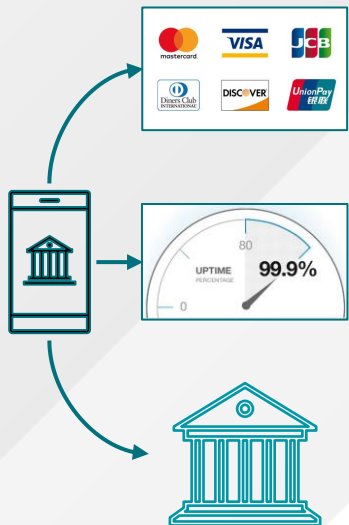 mastercard.
VISA
JCB
Diners Club
INTERNATIONAL
DISCOVER
UnionPay
银联
80
UPTIME
PERCENTAGE
99.9%
0